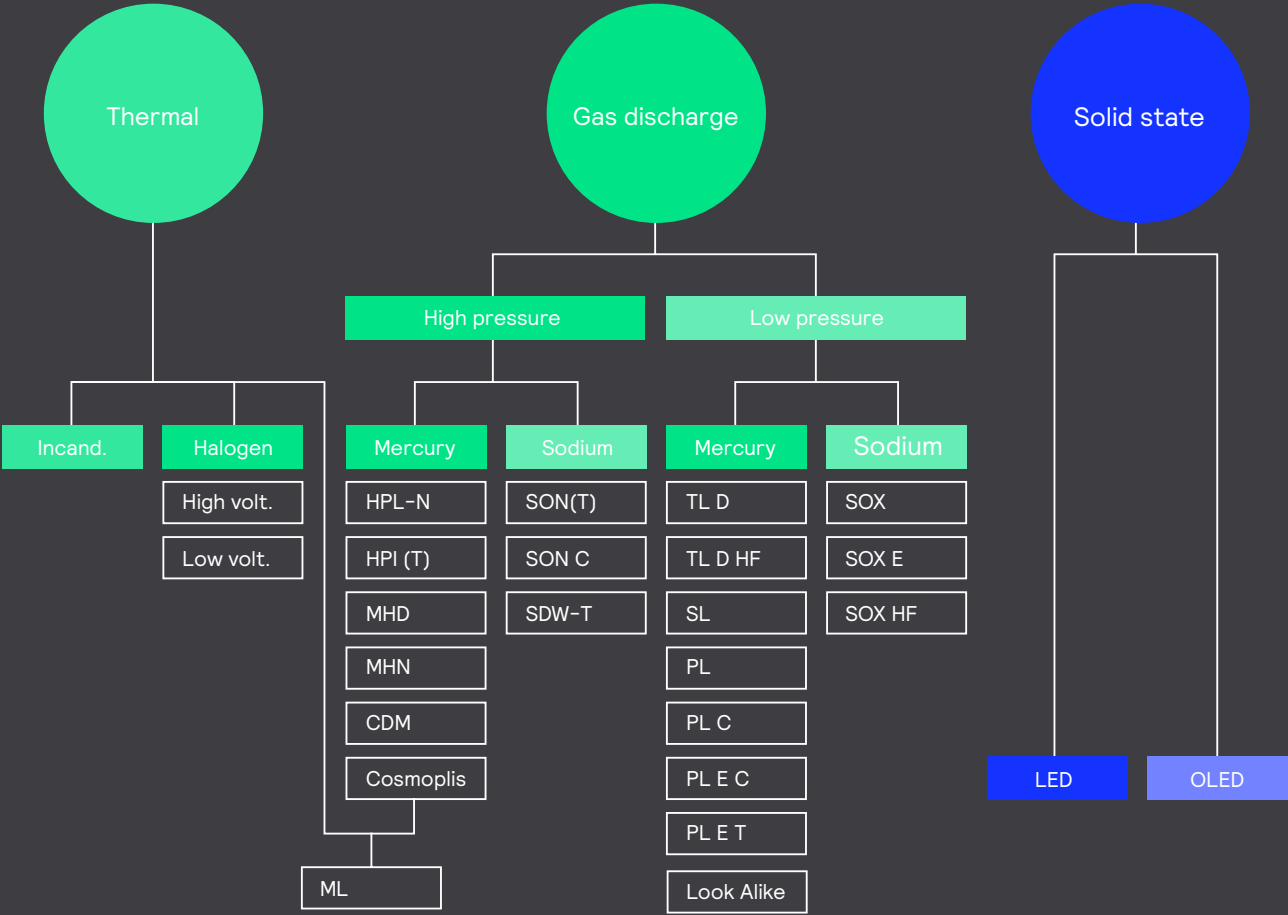 Thermal
Gas discharge
Solid state
High pressure
Low pressure
Incand.
Halogen
Mercury
Sodium
Mercury
Sodium
High volt.
HPL-N
SON(T)
TL D
SOX
Low volt.
HPI (T)
SON C
TL D HF
SOX E
MHD
SDW-T
SL
SOX HF
MHN
PL
CDM
PL C
Cosmoplis
PL E C
LED
OLED
PL E T
ML
Look Alike